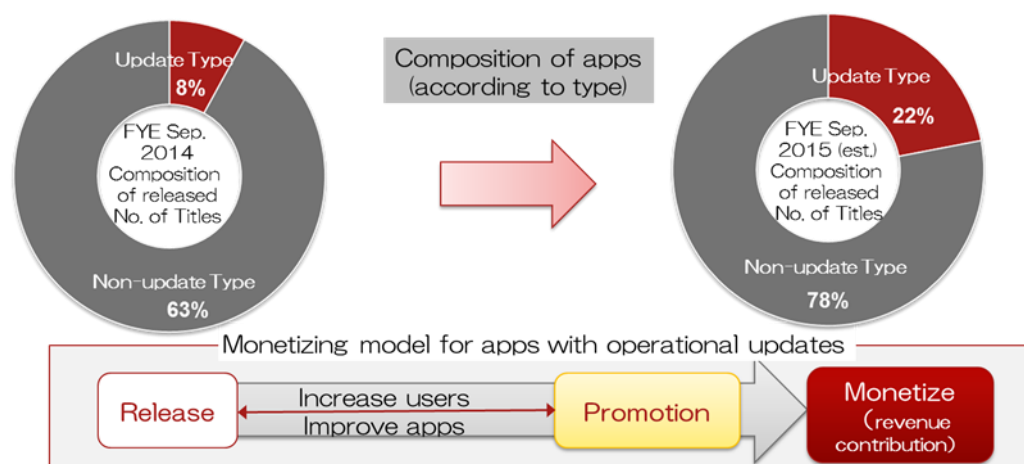 Update Type
8%
FYE Sep.
2014
Composition
of released
No. of Titles
Non-update Type
63%
Composition of apps
(according to type)
Update Type
22%
FYE Sep.
2015 (est.)
Composition
of released
No. of Titles
Non-update Type
78%
Monetizing model for apps with operational updates
Release
Increase users
Improve apps
Promotion
Monetize
(revenue
contribution)